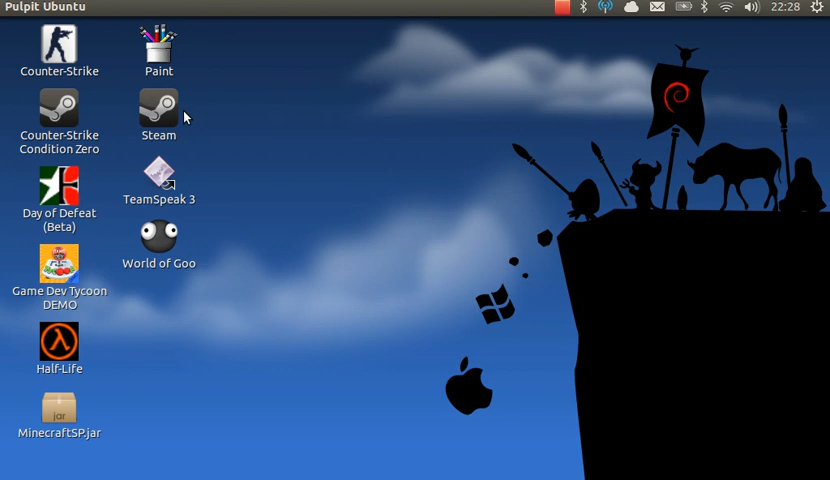 Pulpit Ubuntu
22:28
Counter-Strike
Paint
Counter-Strike
Condition Zero
Steam
Day of Defeat
(Beta)
TeamSpeak 3
Game Dev Tycoon
DEMO
World of Goo
Half-Life
jar
MinecraftSP.jar